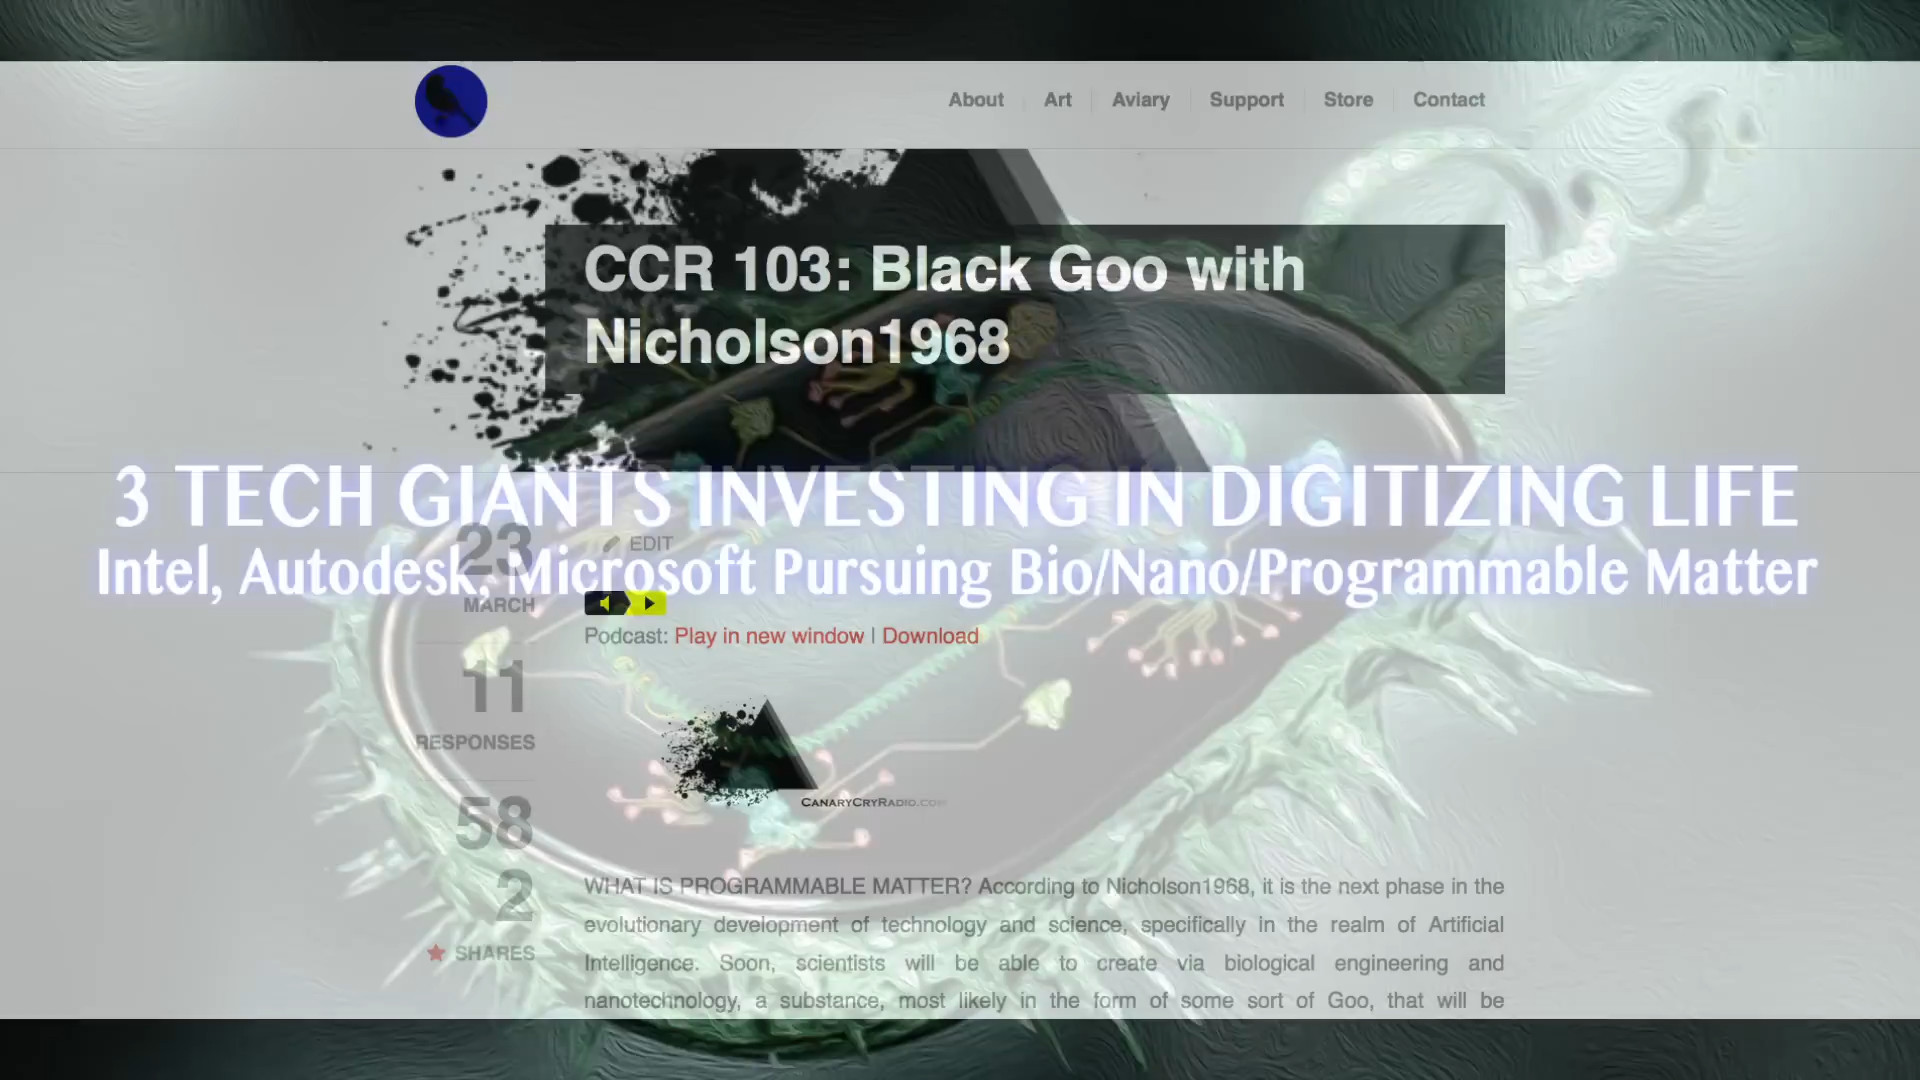 About Art Aviary Support Store Contact
CCR 103: Black Goo with
Nicholson1968
3 TECH GIANTS INVESTING IN DIGITIZING LIFE
Intel, Autodesk, Microsoft Pursuing Bio/Nano/Programmable Matter
23
MARCH
11
RESPONSES
58
2
SHARES
EDIT
Podcast: Play in new window | Download
CANARYCRYRADIO.COM
WHAT IS PROGRAMMABLE MATTER? According to Nicholson1968, it is the next phase in the
evolutionary development of technology and science, specifically in the realm of Artificial
Intelligence. Soon, scientists will be able to create via biological engineering and
nanotechnology, a substance, most likely in the form of some sort of Goo, that will be